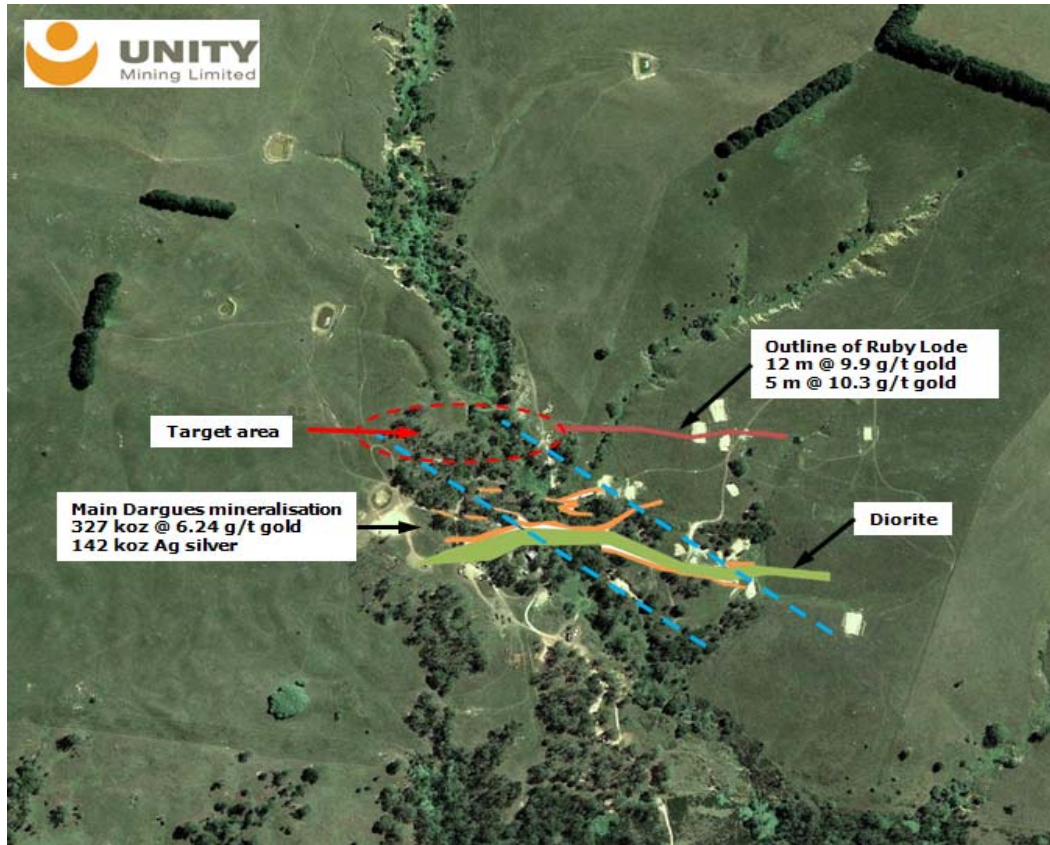 UNITY
Mining Limited
Outline of Ruby Lode
12 m @ 9.9 g/t gold
5 m @ 10.3 g/t gold
Target area
Main Dargues mineralisation
327 koz @ 6.24 g/t gold
142 koz Ag silver
Diorite